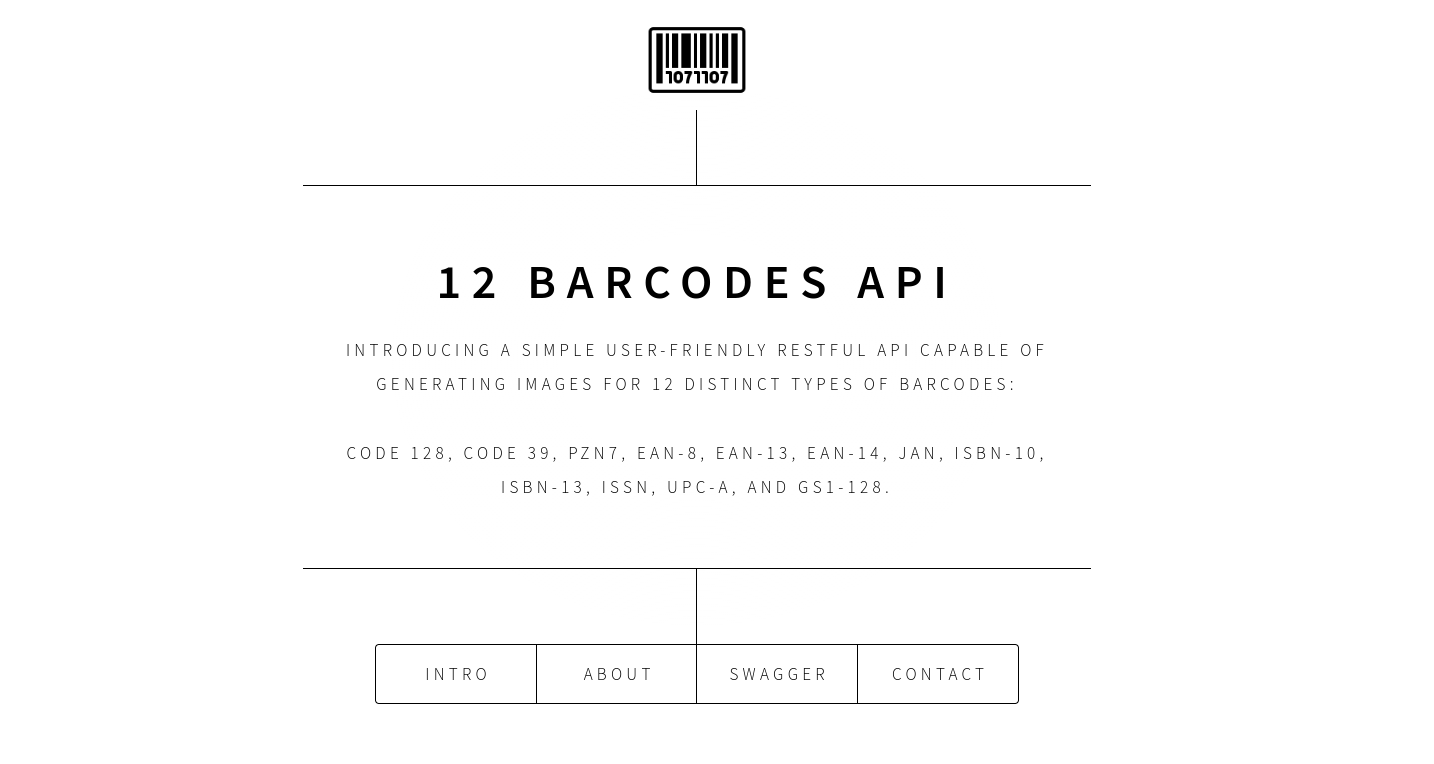 1071107
12 BARCODES API
INTRODUCING A SIMPLE USER-FRIENDLY RESTFUL API CAPABLE OF
GENERATING IMAGES FOR 12 DISTINCT TYPES OF BARCODES:
CODE 128, CODE 39, PZN7, EAN-8, EAN-13, EAN-14, JAN, ISBN-10,
ISBN-13, ISSN, UPC-A, AND GS1-128.
INTRO
ABOUT
SWAGGER
CONTACT